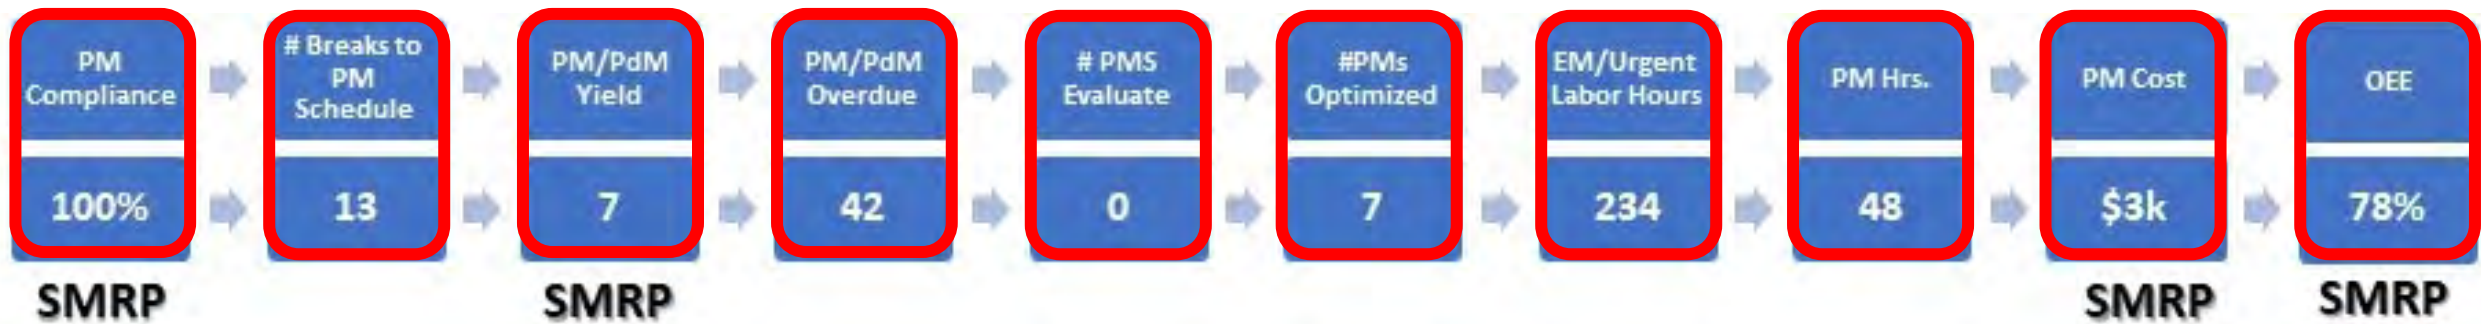 PM
Compliance
# Breaks to
PM
Schedule
PM/PdM
Yield
PM/PdM
Overdue
# PMS
Evaluate
#PMs
Optimized
EM/Urgent
Labor Hours
PM Hrs.
PM Cost
OEE
100%
13
7
42
0
7
234
48
$3k
78%
SMRP
SMRP
SMRP
SMRP